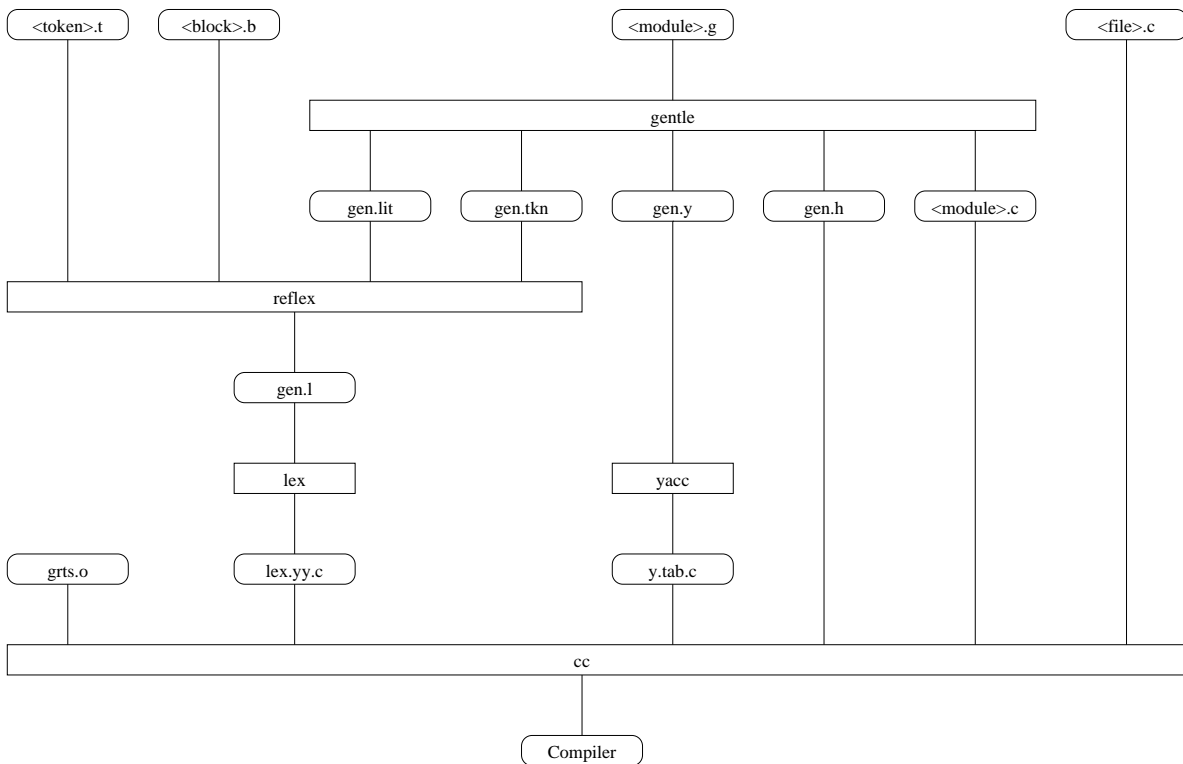 <token>.t
<block>.b
<module>.g
<file>.c
gentle
gen.lit
gen.tkn
gen.y
gen.h
<module>.c
reflex
gen.l
lex
yacc
grts.o
lex.yy.c
y.tab.c
cc
Compiler